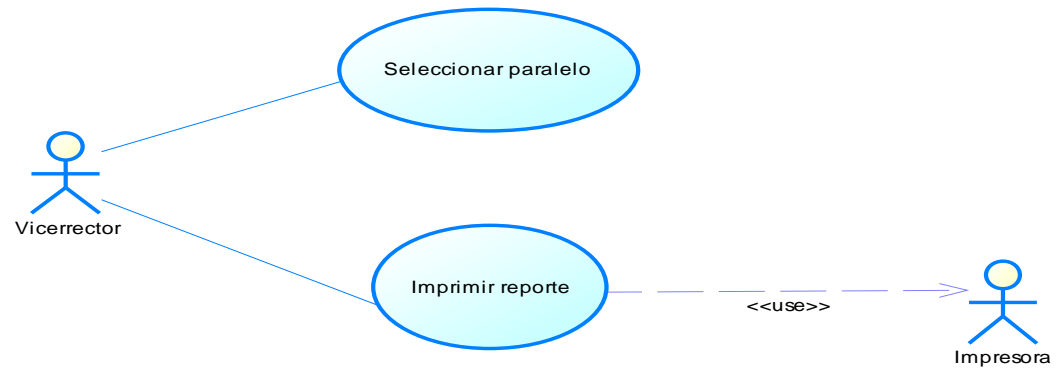 Seleccionar paralelo
Vicerrector
Imprimir reporte
<<use>>
Impresora